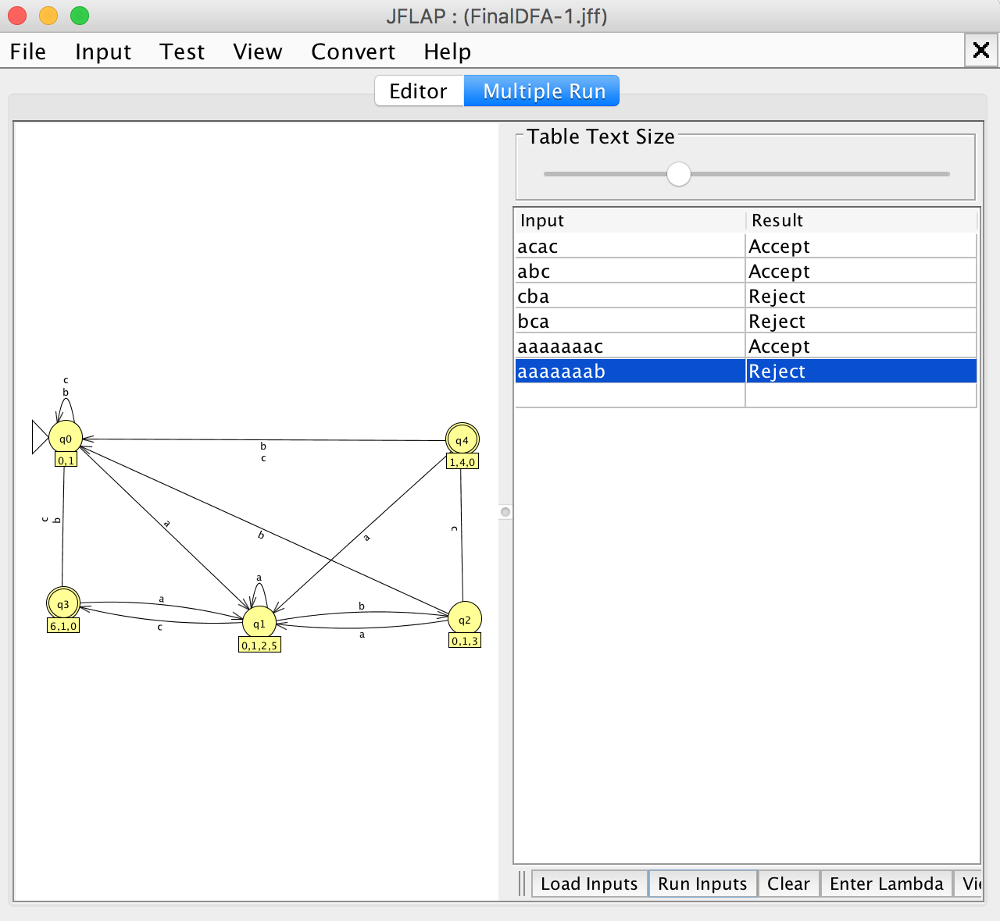 JFLAP : (FinalDFA-1.jff)
File Input Test View Convert Help
Editor Multiple Run
Table Text Size
Input Result
acac Accept
abc Accept
cba Reject
bca Reject
aaaaaaac Accept
aaaaaaab Reject
c
b
q0
0,1
q4
1,4,0
b
c
c
b
a
b
a
c
a
q3
6,1,0
a
c
q1
0,1,2,5
b
a
q2
0,1,3
Load Inputs Run Inputs Clear Enter Lambda Vie